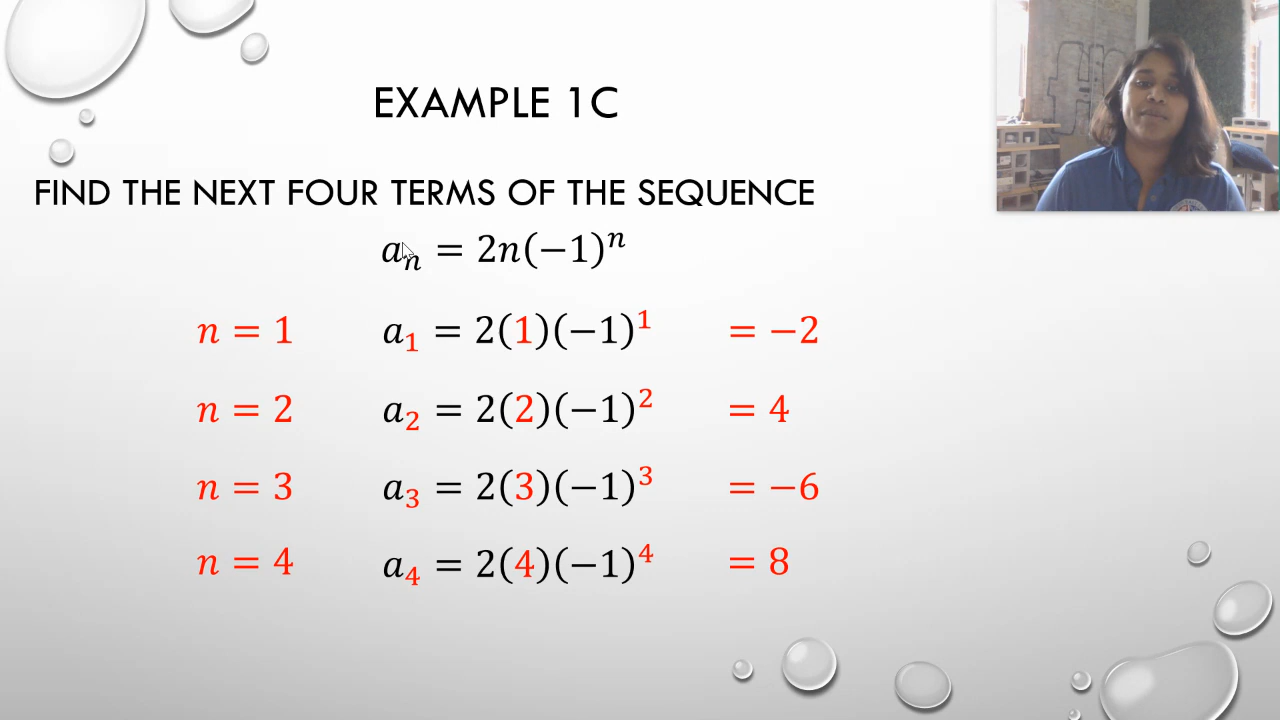 EXAMPLE 1C
FIND THE NEXT FOUR TERMS OF THE SEQUENCE
aₙ = 2n(−1)ⁿ
n = 1 a₁ = 2(1)(−1)¹ = −2
n = 2 a₂ = 2(2)(−1)² = 4
n = 3 a₃ = 2(3)(−1)³ = −6
n = 4 a₄ = 2(4)(−1)⁴ = 8